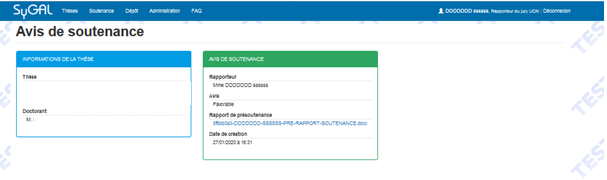 SyGAL Thèses Soutenance Dépôt Administration FAQ DDDDDDD ssssss, Rapporteur du jury UCN | Déconnexion
Avis de soutenance
INFORMATIONS DE LA THÈSE
Thèse
Doctorant
M. :
AVIS DE SOUTENANCE
Rapporteur
Mme DDDDDDD ssssss
Avis
Favorable
Rapport de présoutenance
-DDDDDDD-SSSSSS-PRE-RAPPORT-SOUTENANCE.docx
Date de création
27/01/2020 à 16:31
TEST
TEST
TEST